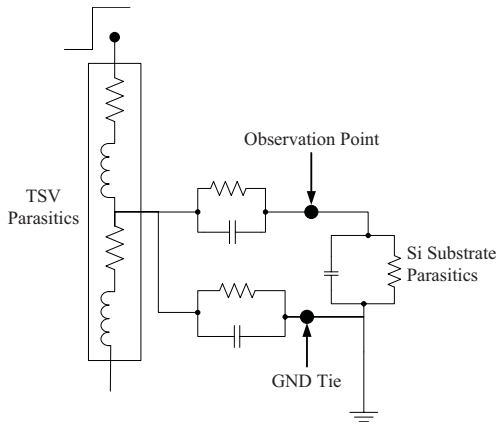 Observation Point
TSV
Parasitics
Si Substrate
Parasitics
GND Tie